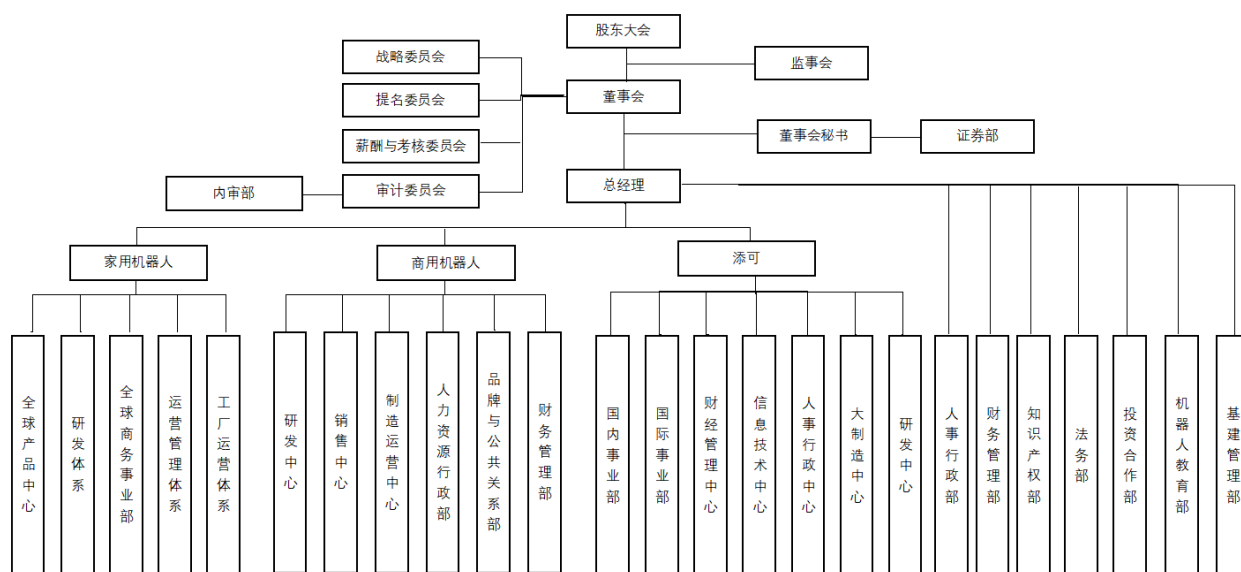 股东大会
战略委员会
监事会
提名委员会
董事会
薪酬与考核委员会
董事会秘书
证券部
内审部
审计委员会
总经理
家用机器人
商用机器人
添可
全球产品中心
研发体系
全球商务事业部
运营管理体系
工厂运营体系
研发中心
销售中心
制造运营中心
人力资源行政部
品牌与公共关系部
财务管理部
国内事业部
国际事业部
财经管理中心
信息技术中心
人事行政中心
大制造中心
研发中心
人事行政部
财务管理部
知识产权部
法务部
投资合作部
机器人教育部
基建管理部